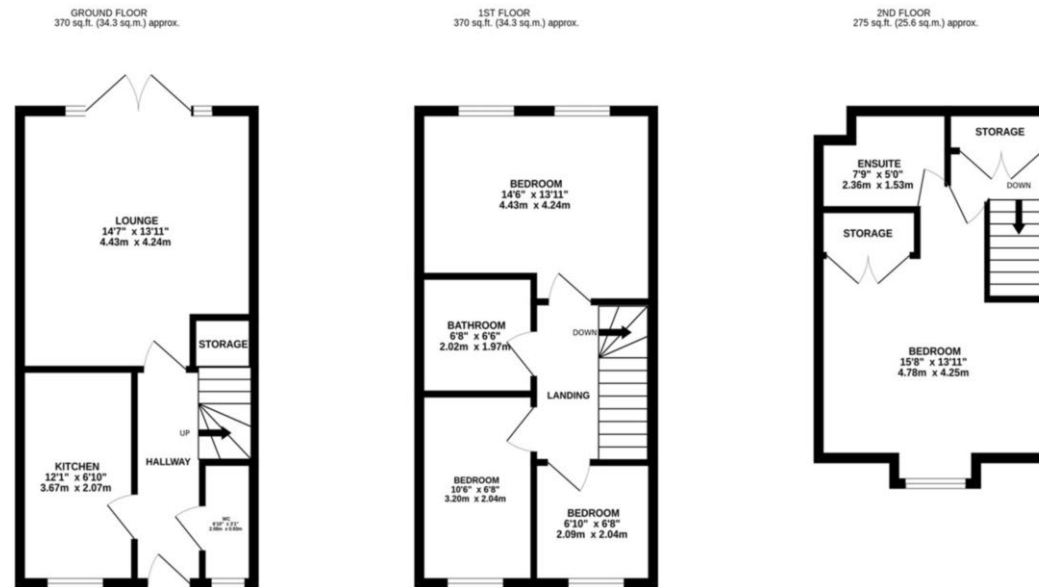 GROUND FLOOR
370 sq.ft. (34.3 sq.m.) approx.
LOUNGE
14'7" x 13'11"
4.43m x 4.24m
STORAGE
UP
HALLWAY
KITCHEN
12'1" x 6'10"
3.67m x 2.07m
WC
1ST FLOOR
370 sq.ft. (34.3 sq.m.) approx.
BEDROOM
14'6" x 13'11"
4.43m x 4.24m
BATHROOM
6'8" x 6'6"
2.02m x 1.97m
DOWN
LANDING
BEDROOM
10'6" x 6'8"
3.20m x 2.04m
BEDROOM
6'10" x 6'8"
2.09m x 2.04m
2ND FLOOR
275 sq.ft. (25.6 sq.m.) approx.
STORAGE
ENSUITE
7'9" x 5'0"
2.36m x 1.53m
DOWN
STORAGE
BEDROOM
15'8" x 13'11"
4.78m x 4.25m